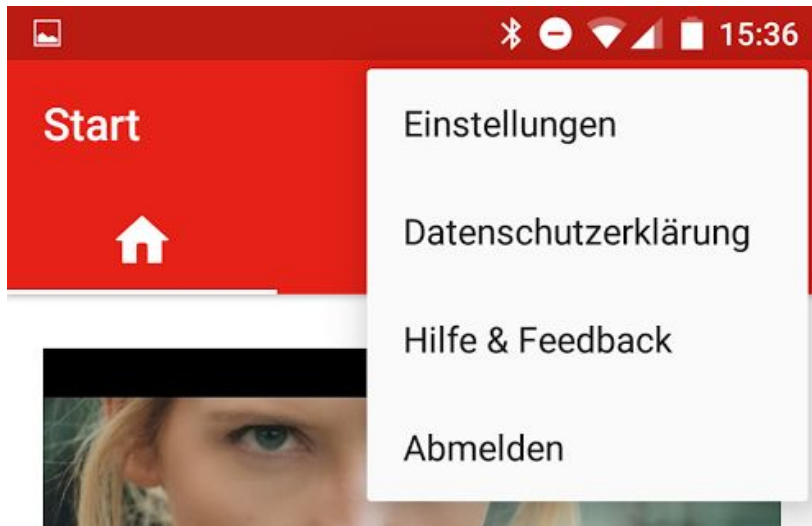 15:36
Start
Einstellungen
Datenschutzerklärung
Hilfe & Feedback
Abmelden